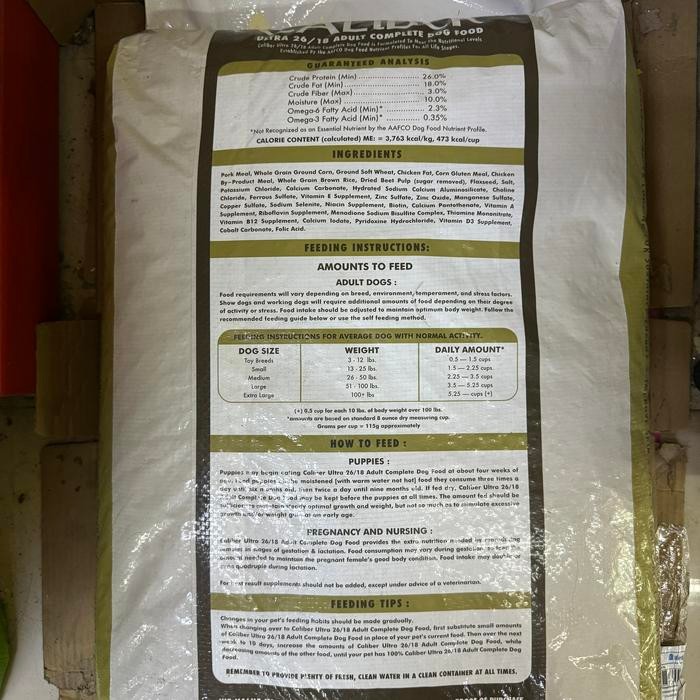 CALIBER
ULTRA 26/18 ADULT COMPLETE DOG FOOD
Caliber Ultra 26/18 Adult Complete Dog Food is Formulated To Meet the Nutritional Levels
Established By the AAFCO Dog Food Nutrient Profiles For All Life Stages.
GUARANTEED ANALYSIS
Crude Protein (Min) .................... 26.0%
Crude Fat (Min) .................... 18.0%
Crude Fiber (Max) .................... 3.0%
Moisture (Max) .................... 10.0%
Omega-6 Fatty Acid (Min)* .................... 2.3%
Omega-3 Fatty Acid (Min)* .................... 0.35%
*Not Recognized as an Essential Nutrient by the AAFCO Dog Food Nutrient Profile.
CALORIE CONTENT (calculated) ME: = 3,763 kcal/kg, 473 kcal/cup
INGREDIENTS
Pork Meal, Whole Grain Ground Corn, Ground Soft Wheat, Chicken Fat, Corn Gluten Meal, Chicken
By-Product Meal, Whole Grain Brown Rice, Dried Beet Pulp (sugar removed), Flaxseed, Salt,
Potassium Chloride, Calcium Carbonate, Hydrated Sodium Calcium Aluminosilicate, Choline
Chloride, Ferrous Sulfate, Vitamin E Supplement, Zinc Sulfate, Zinc Oxide, Manganese Sulfate,
Copper Sulfate, Sodium Selenite, Niacin Supplement, Biotin, Calcium Pantothenate, Vitamin A
Supplement, Riboflavin Supplement, Menadione Sodium Bisulfite Complex, Thiamine Mononitrate,
Vitamin B12 Supplement, Calcium Iodate, Pyridoxine Hydrochloride, Vitamin D3 Supplement,
Cobalt Carbonate, Folic Acid.
FEEDING INSTRUCTIONS:
AMOUNTS TO FEED
ADULT DOGS :
Food requirements will vary depending on breed, environment, temperament, and stress factors.
Show dogs and working dogs will require additional amounts of food depending on their degree
of activity or stress. Food intake should be adjusted to maintain optimum body weight. Follow the
recommended feeding guide below or use the self feeding method.
FEEDING INSTRUCTIONS FOR AVERAGE DOG WITH NORMAL ACTIVITY.
DOG SIZE WEIGHT DAILY AMOUNT*
Toy Breeds 3 - 12 lbs. 0.5 — 1.5 cups
Small 13 - 25 lbs. 1.5 — 2.25 cups
Medium 26 - 50 lbs. 2.25 — 3.5 cups
Large 51 - 100 lbs. 3.5 — 5.25 cups
Extra Large 100+ lbs 5.25 — cups (+)
(+) 0.5 cup for each 10 lbs. of body weight over 100 lbs.
*amounts are based on standard 8 ounce dry measuring cup.
Grams per cup = 115g approximately
HOW TO FEED :
PUPPIES :
Puppies may begin eating Caliber Ultra 26/18 Adult Complete Dog Food at about four weeks of
age. Feed puppies the moistened (with warm water not hot) food they consume three times a
day until six months old, then twice a day until nine months old. If fed dry, Caliber Ultra 26/18
Adult Complete Dog Food may be kept before the puppies at all times. The amount fed should be
sufficient to maintain steady optimal growth and weight, but not so much as to stimulate excessive
growth and/or weight gain at an early age.
PREGNANCY AND NURSING :
Caliber Ultra 26/18 Adult Complete Dog Food provides the extra nutrition needed by
females in stages of gestation & lactation. Food consumption may vary during gestation, so feed the
amount needed to maintain the pregnant female's good body condition. Food intake may double or
even quadruple during lactation.
For best result supplements should not be added, except under advice of a veterinarian.
FEEDING TIPS :
Changes in your pet's feeding habits should be made gradually.
When changing over to Caliber Ultra 26/18 Adult Complete Dog Food, first substitute small amounts
of Caliber Ultra 26/18 Adult Complete Dog Food in place of your pet's current food. Then over the next
week to 10 days, increase the amounts of Caliber Ultra 26/18 Adult Complete Dog Food, while
decreasing amounts of the other food, until your pet has 100% Caliber Ultra 26/18 Adult Complete Dog
Food.
REMEMBER TO PROVIDE PLENTY OF FRESH, CLEAN WATER IN A CLEAN CONTAINER AT ALL TIMES.